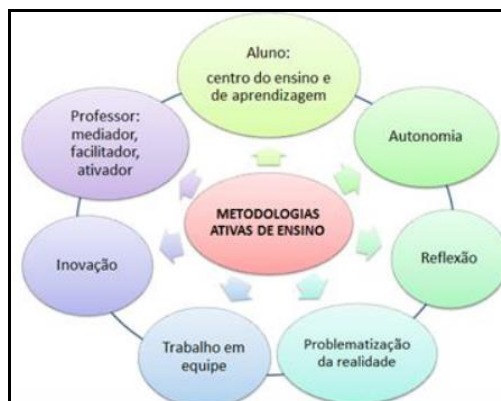 Aluno:
centro do ensino e
de aprendizagem
Autonomia
Reflexão
Problematização
da realidade
Trabalho em
equipe
Inovação
Professor:
mediador,
facilitador,
ativador
METODOLOGIAS
ATIVAS DE ENSINO